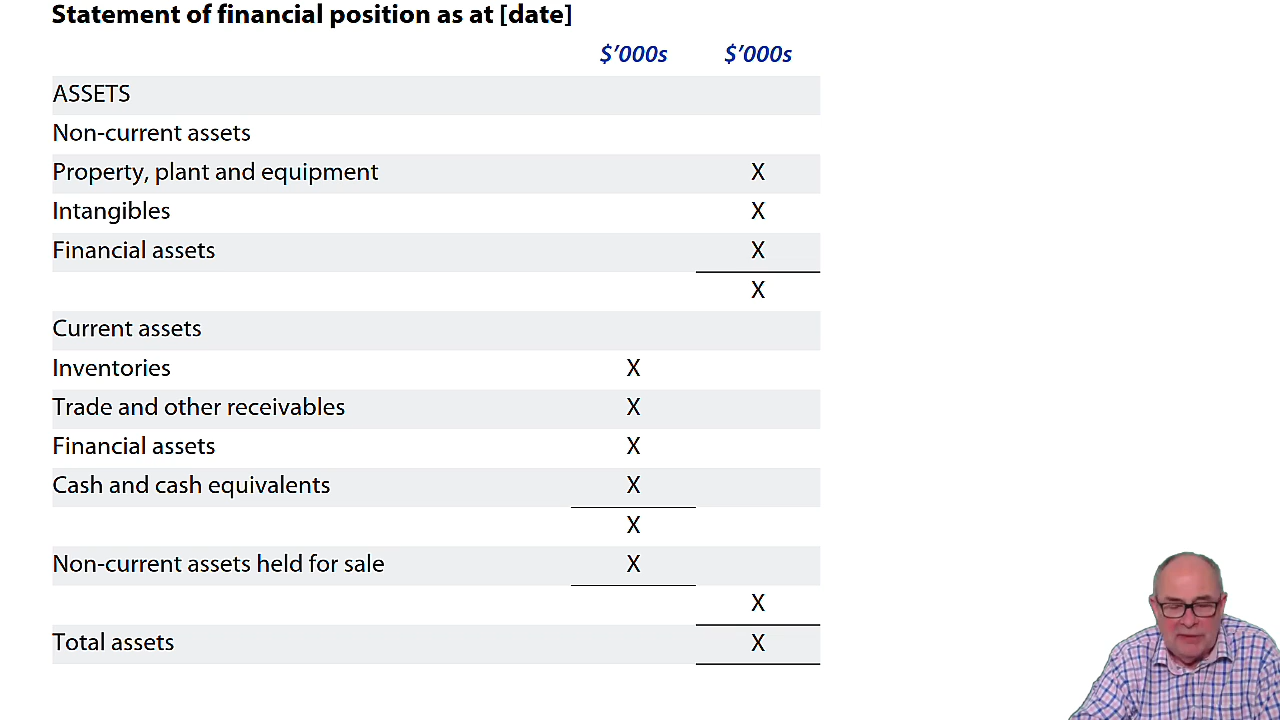 Statement of financial position as at [date]
$’000s $’000s
ASSETS
Non-current assets
Property, plant and equipment X
Intangibles X
Financial assets X
X
Current assets
Inventories X
Trade and other receivables X
Financial assets X
Cash and cash equivalents X
X
Non-current assets held for sale X
X
Total assets X